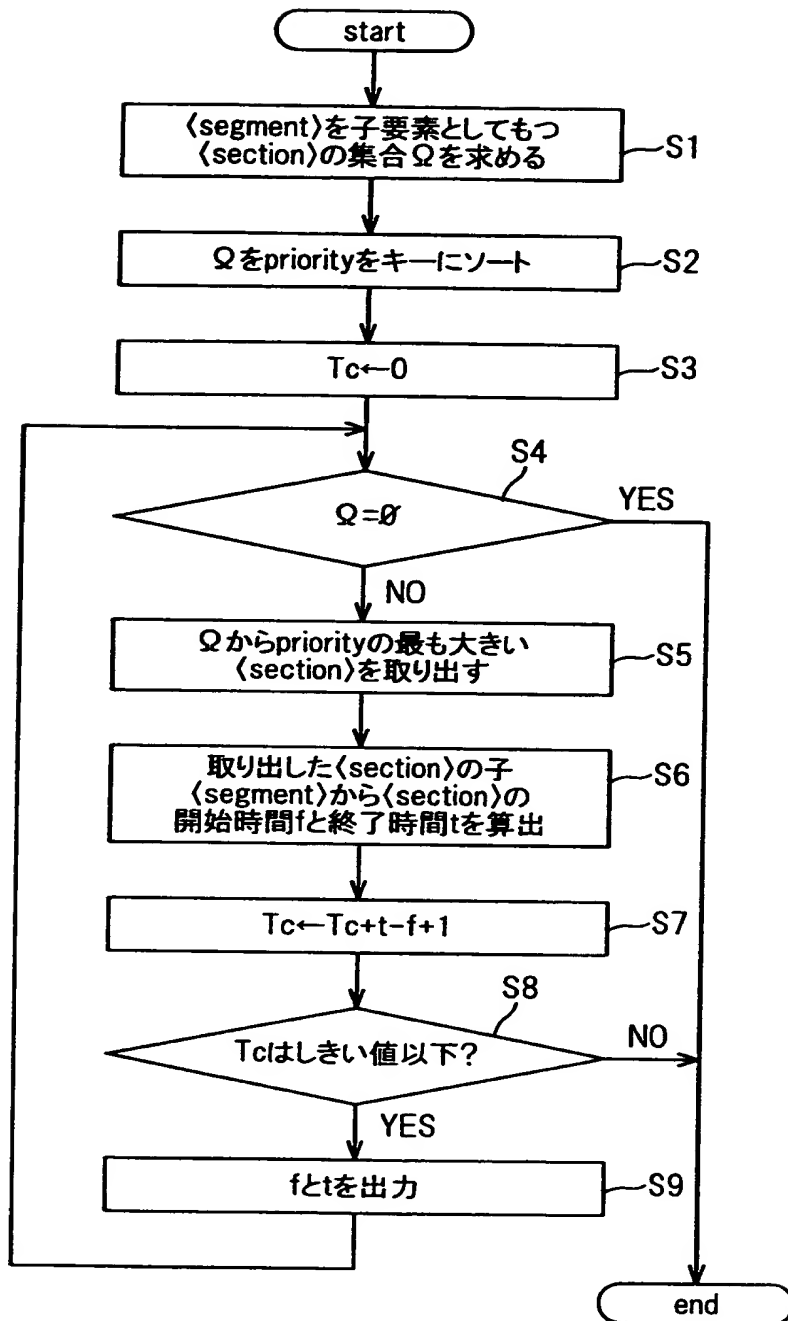 start
〈segment〉を子要素としてもつ
〈section〉の集合Ωを求める
S1
Ωをpriorityをキーにソート
S2
Tc←0
S3
S4
Ω=Ø
YES
NO
Ωからpriorityの最も大きい
〈section〉を取り出す
S5
取り出した〈section〉の子
〈segment〉から〈section〉の
開始時間fと終了時間tを算出
S6
Tc←Tc+t-f+1
S7
S8
Tcはしきい値以下?
NO
YES
fとtを出力
S9
end